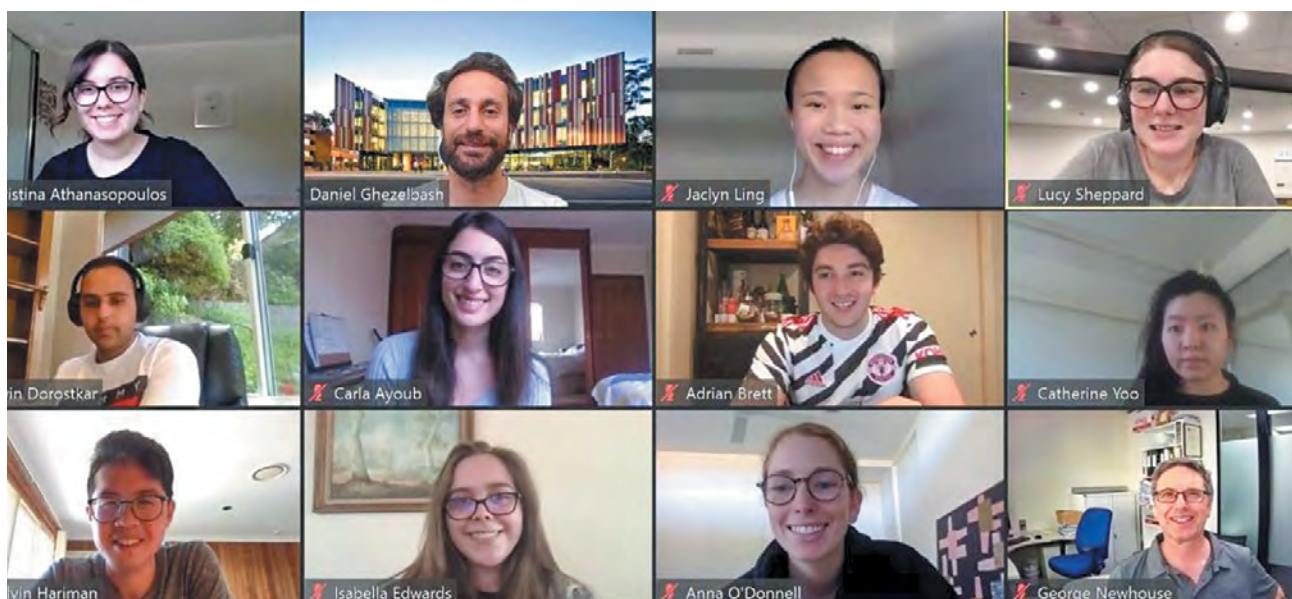 istina Athanasopoulos
Daniel Ghezelbash
Jaclyn Ling
Lucy Sheppard
in Dorostkar
Carla Ayoub
Adrian Brett
Catherine Yoo
lvin Hariman
Isabella Edwards
Anna O'Donnell
George Newhouse